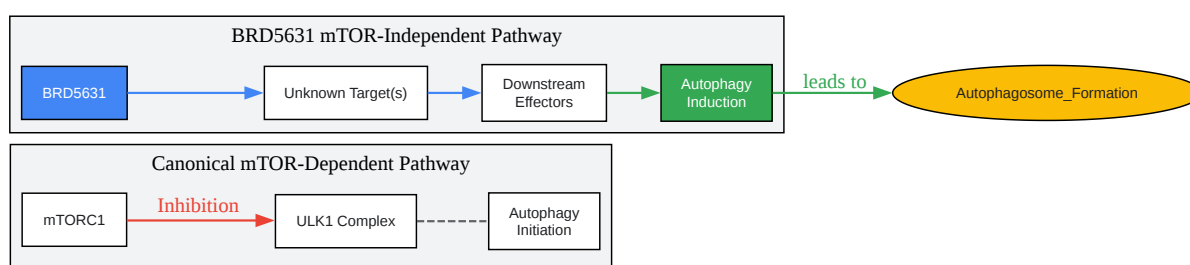 BRD5631 mTOR-Independent Pathway
BRD5631
Unknown Target(s)
Downstream
Effectors
Autophagy
Induction
leads to
Autophagosome_Formation
Canonical mTOR-Dependent Pathway
mTORC1
Inhibition
ULK1 Complex
Autophagy
Initiation